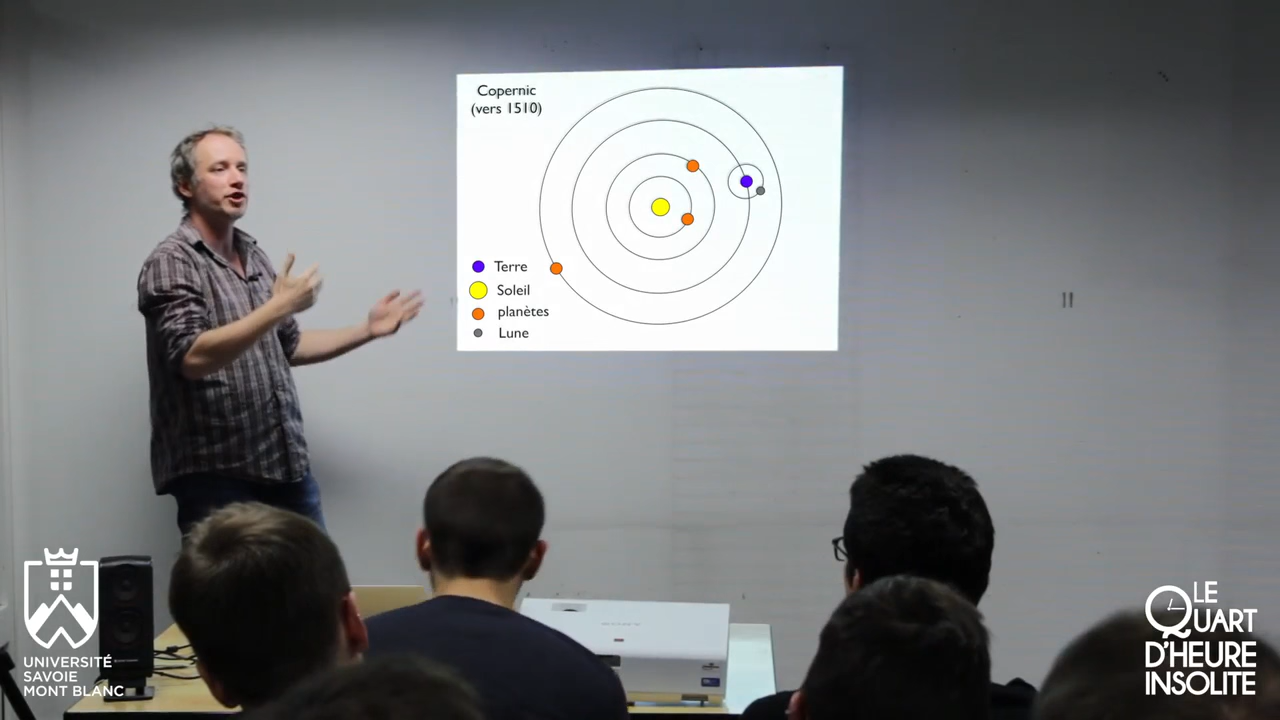 Copernic
(vers 1510)
Terre
Soleil
planètes
Lune
UNIVERSITÉ
SAVOIE
MONT BLANC
LE
QUART
D'HEURE
INSOLITE